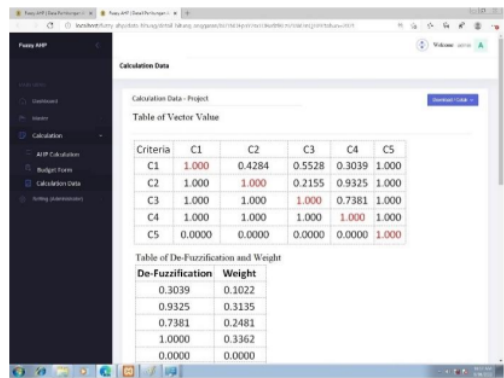 Fuzzy AHP
Welcome admin A
Calculation Data
Dashboard
Master
Calculation
AHP Calculation
Budget Form
Calculation Data
Setting (Administrator)
Calculation Data - Project
Table of Vector Value
Criteria C1 C2 C3 C4 C5
C1 1.000 0.4284 0.5528 0.3039 1.000
C2 1.000 1.000 0.2155 0.9325 1.000
C3 1.000 1.000 1.000 0.7381 1.000
C4 1.000 1.000 1.000 1.000 1.000
C5 0.0000 0.0000 0.0000 0.0000 1.000
Table of De-Fuzzification and Weight
De-Fuzzification Weight
0.3039 0.1022
0.9325 0.3135
0.7381 0.2481
1.0000 0.3362
0.0000 0.0000